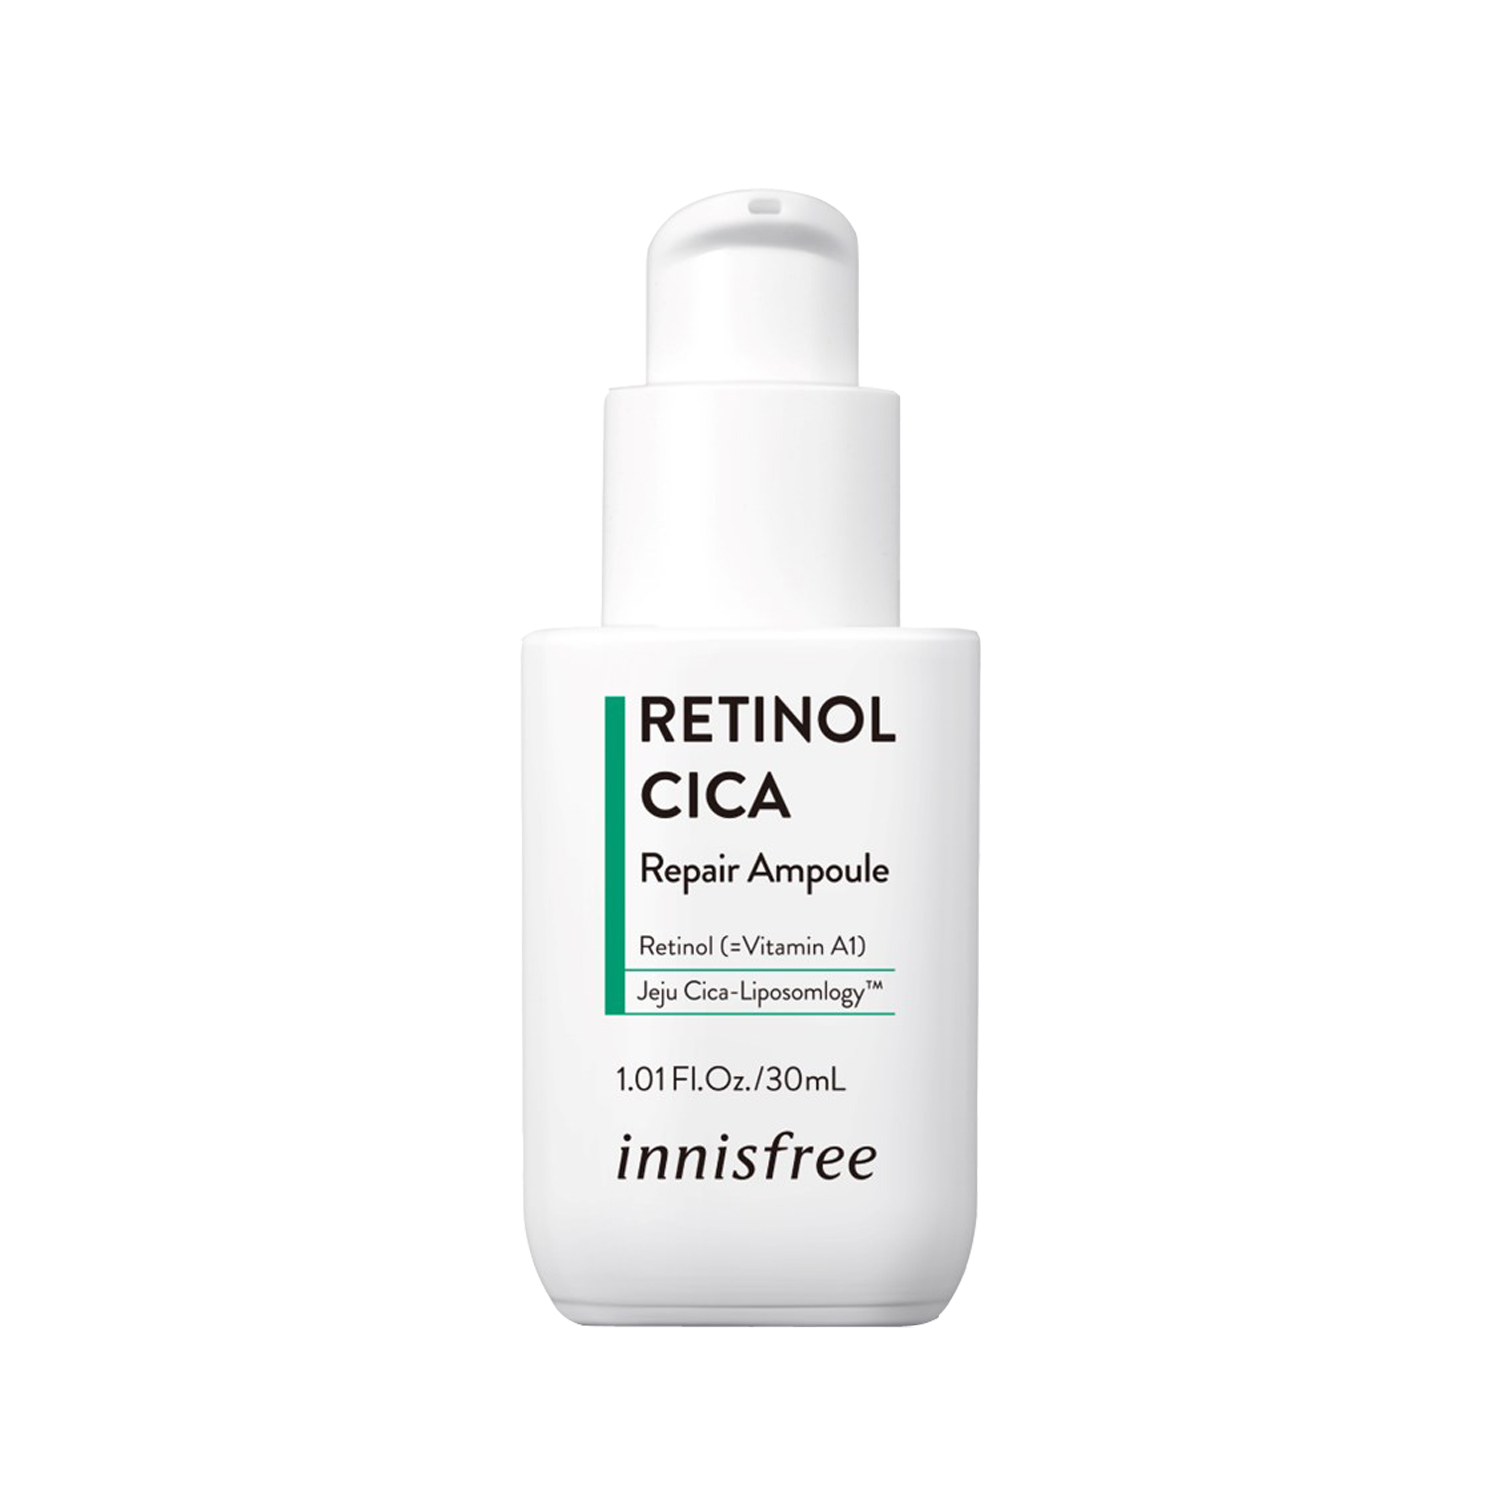 RETINOL
CICA
Repair Ampoule
Retinol (=Vitamin A1)
Jeju Cica-Liposomlogy™
1.01 Fl.Oz./30mL
innisfree